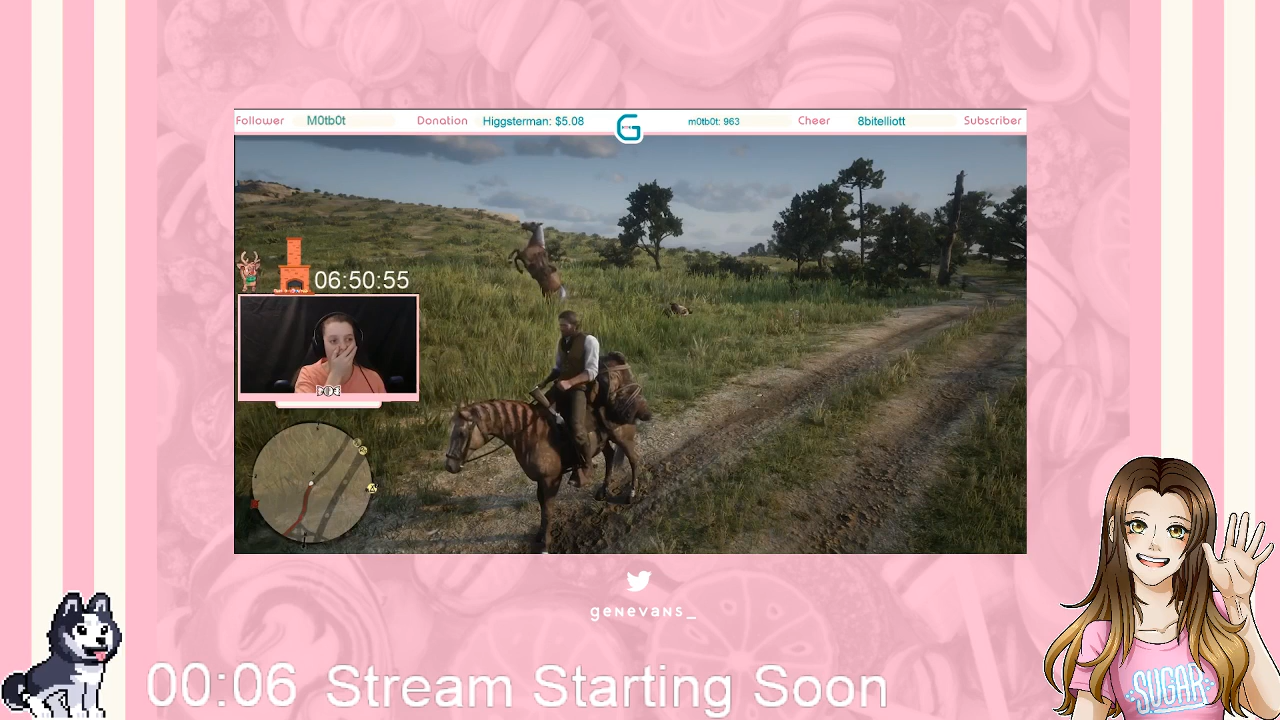 Follower M0tb0t Donation Higgsterman: $5.08 G m0tb0t: 963 Cheer 8bitelliott Subscriber
06:50:55
genevans_
00:06 Stream Starting Soon
SUGAR